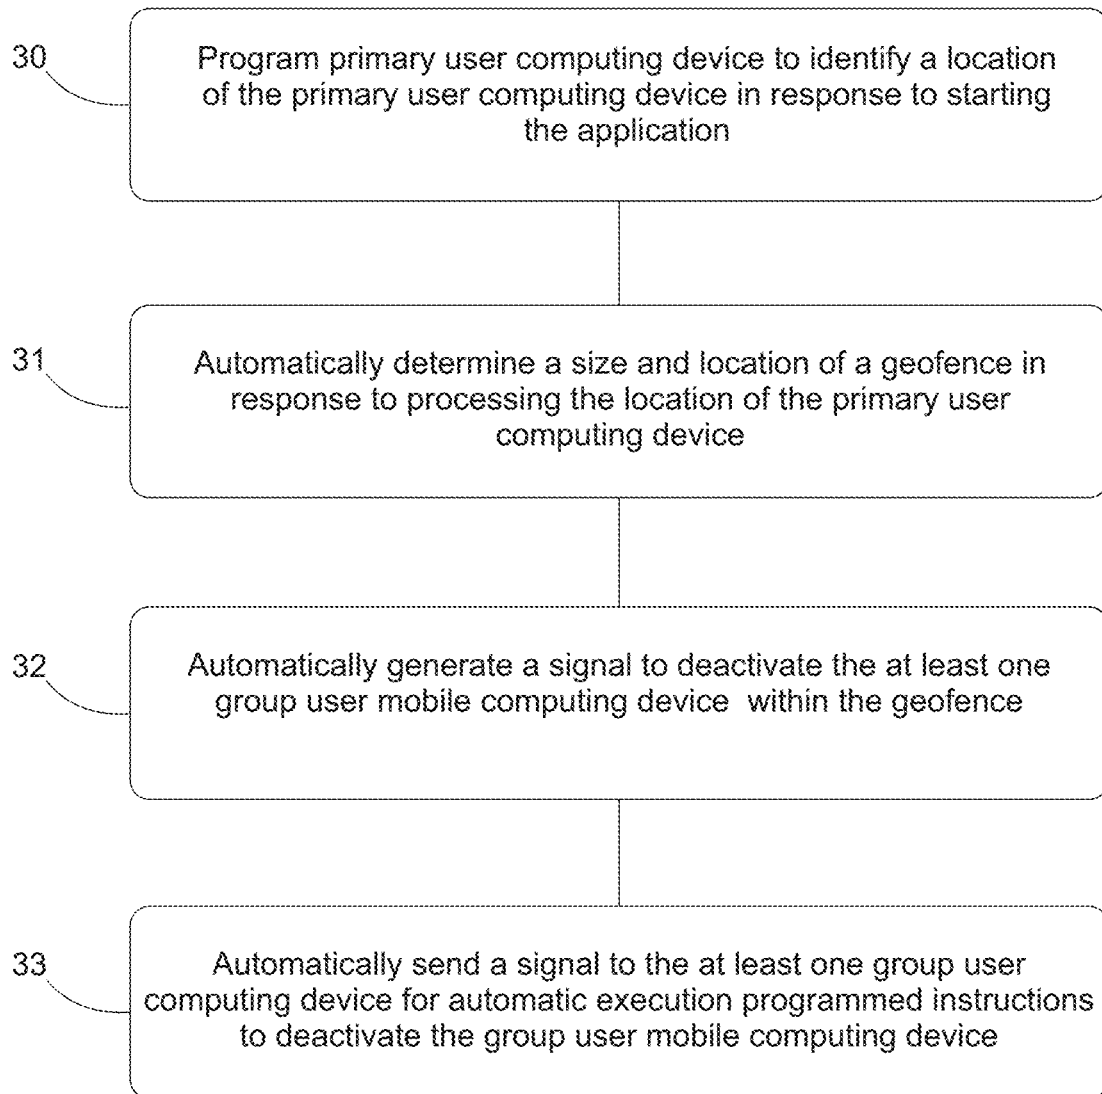 30
Program primary user computing device to identify a location
of the primary user computing device in response to starting
the application
31
Automatically determine a size and location of a geofence in
response to processing the location of the primary user
computing device
32
Automatically generate a signal to deactivate the at least one
group user mobile computing device within the geofence
33
Automatically send a signal to the at least one group user
computing device for automatic execution programmed instructions
to deactivate the group user mobile computing device